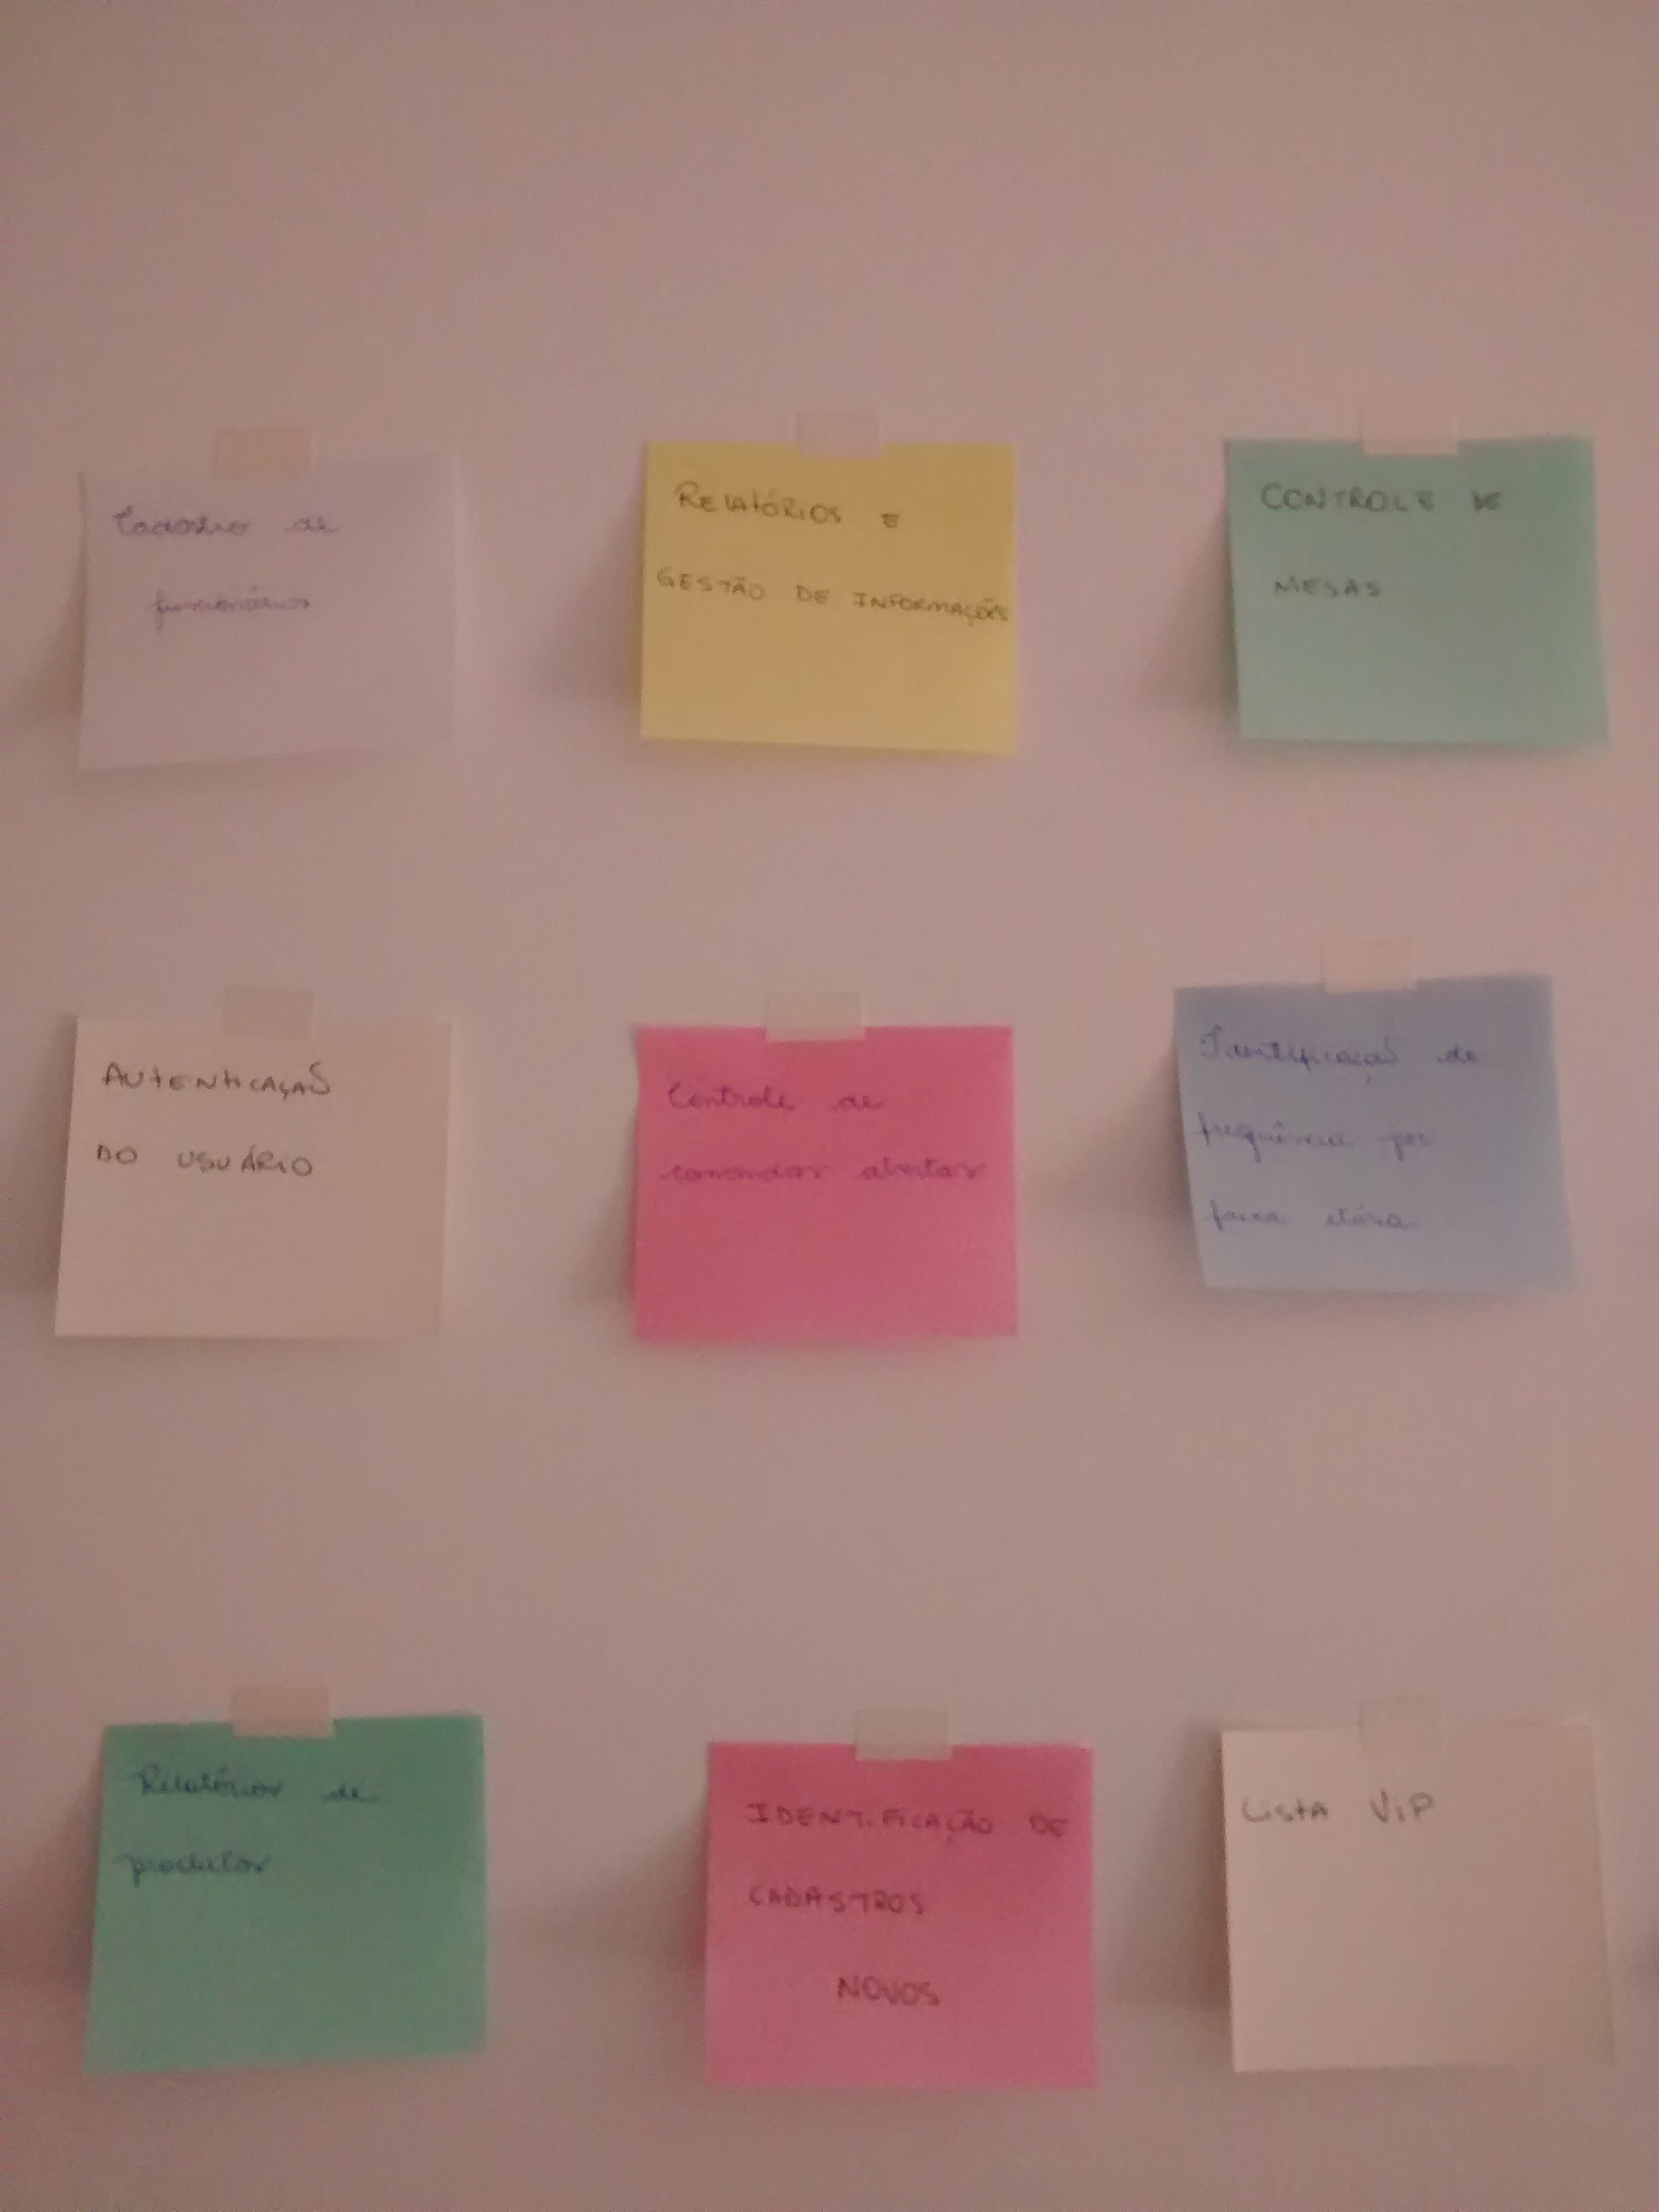 Cadastro de
funcionários
RELATÓRIOS E
GESTÃO DE INFORMAÇÕES
CONTROLE DE
MESAS
AUTENTICAÇÃO
DO USUÁRIO
Controle de
comandas abertas
Identificação de
frequência por
faixa etária
Relatórios de
produtos
IDENTIFICAÇÃO DE
CADASTROS
NOVOS
LISTA VIP